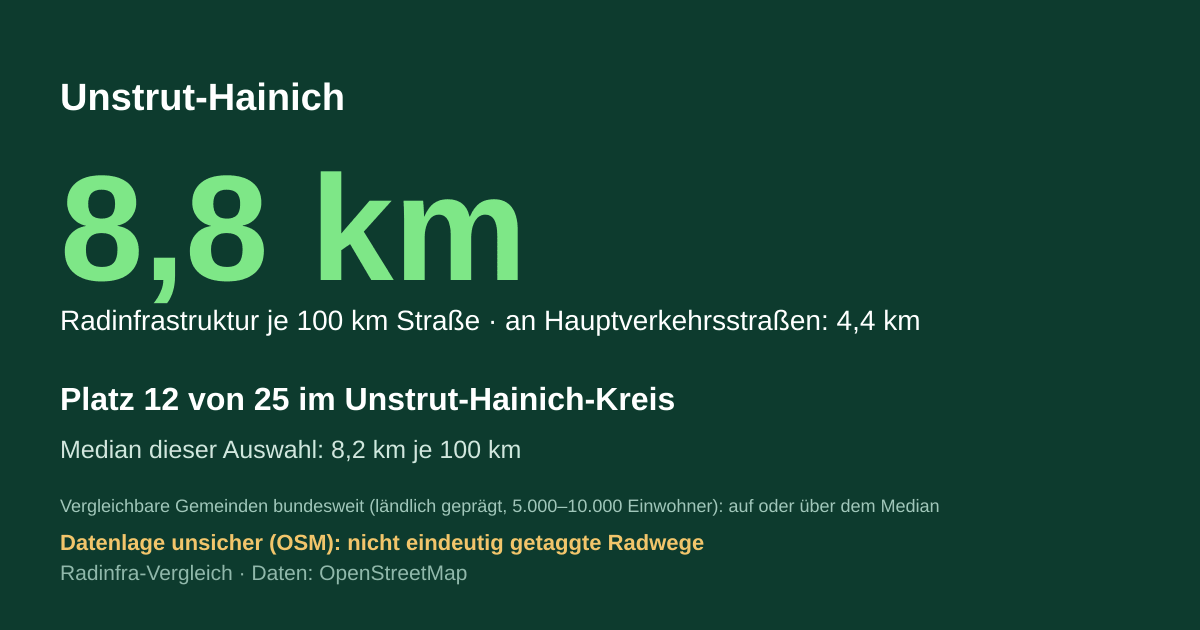 Unstrut-Hainich
8,8 km
Radinfrastruktur je 100 km Straße · an Hauptverkehrsstraßen: 4,4 km
Platz 12 von 25 im Unstrut-Hainich-Kreis
Median dieser Auswahl: 8,2 km je 100 km
Vergleichbare Gemeinden bundesweit (ländlich geprägt, 5.000–10.000 Einwohner): auf oder über dem Median
Datenlage unsicher (OSM): nicht eindeutig getaggte Radwege
Radinfra-Vergleich · Daten: OpenStreetMap